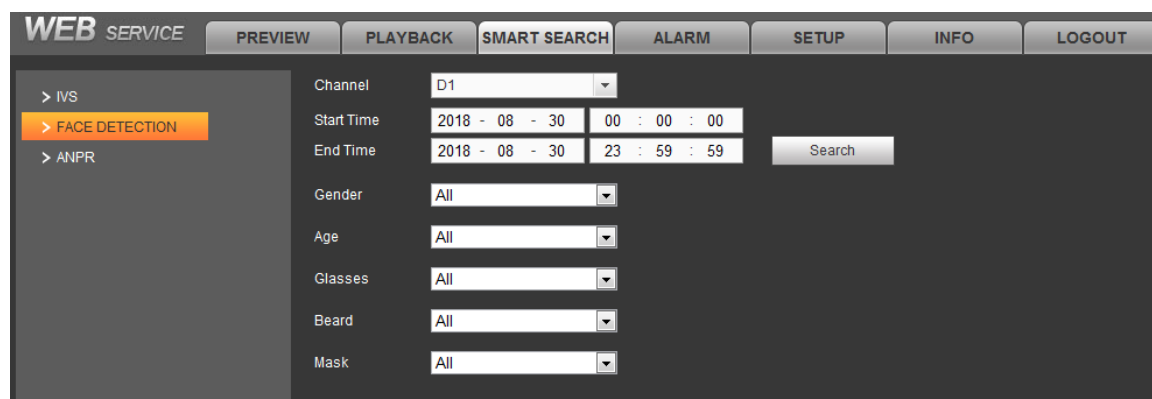 WEB SERVICE
PREVIEW PLAYBACK SMART SEARCH ALARM SETUP INFO LOGOUT
> IVS
> FACE DETECTION
> ANPR
Channel D1
Start Time 2018 - 08 - 30 00 : 00 : 00
End Time 2018 - 08 - 30 23 : 59 : 59 Search
Gender All
Age All
Glasses All
Beard All
Mask All